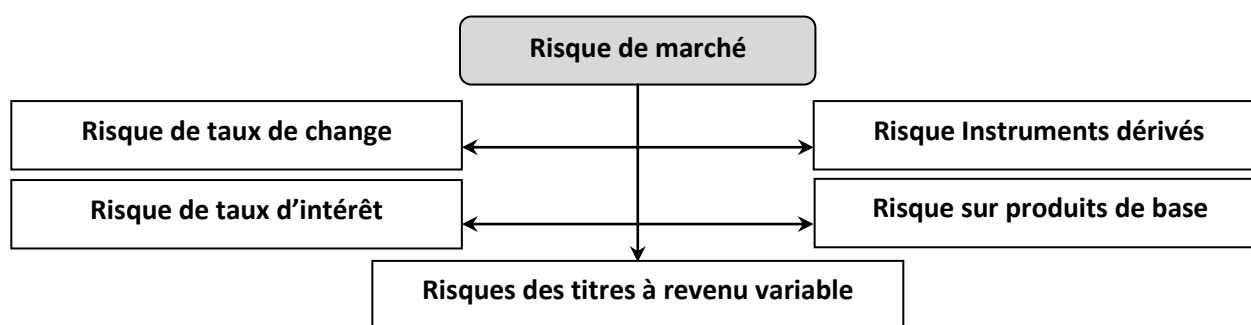 Risque de marché
Risque de taux de change
Risque Instruments dérivés
Risque de taux d’intérêt
Risque sur produits de base
Risques des titres à revenu variable